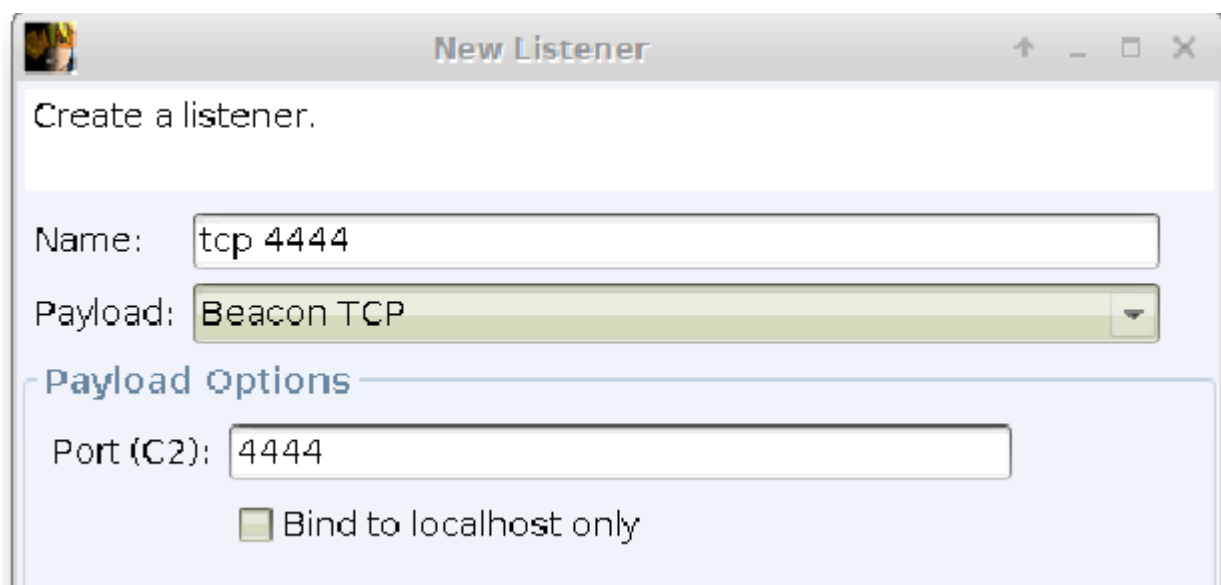 New Listener
Create a listener.
Name: tcp 4444
Payload: Beacon TCP
Payload Options
Port (C2): 4444
Bind to localhost only